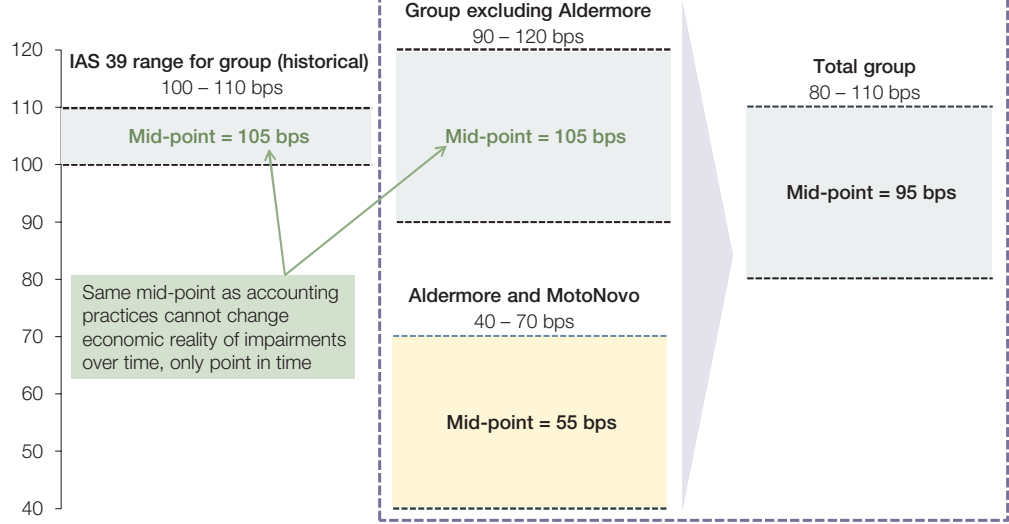 120
110
100
90
80
70
60
50
40
IAS 39 range for group (historical)
100 – 110 bps
Mid-point = 105 bps
Same mid-point as accounting
practices cannot change
economic reality of impairments
over time, only point in time
Group excluding Aldermore
90 – 120 bps
Mid-point = 105 bps
Aldermore and MotoNovo
40 – 70 bps
Mid-point = 55 bps
Total group
80 – 110 bps
Mid-point = 95 bps